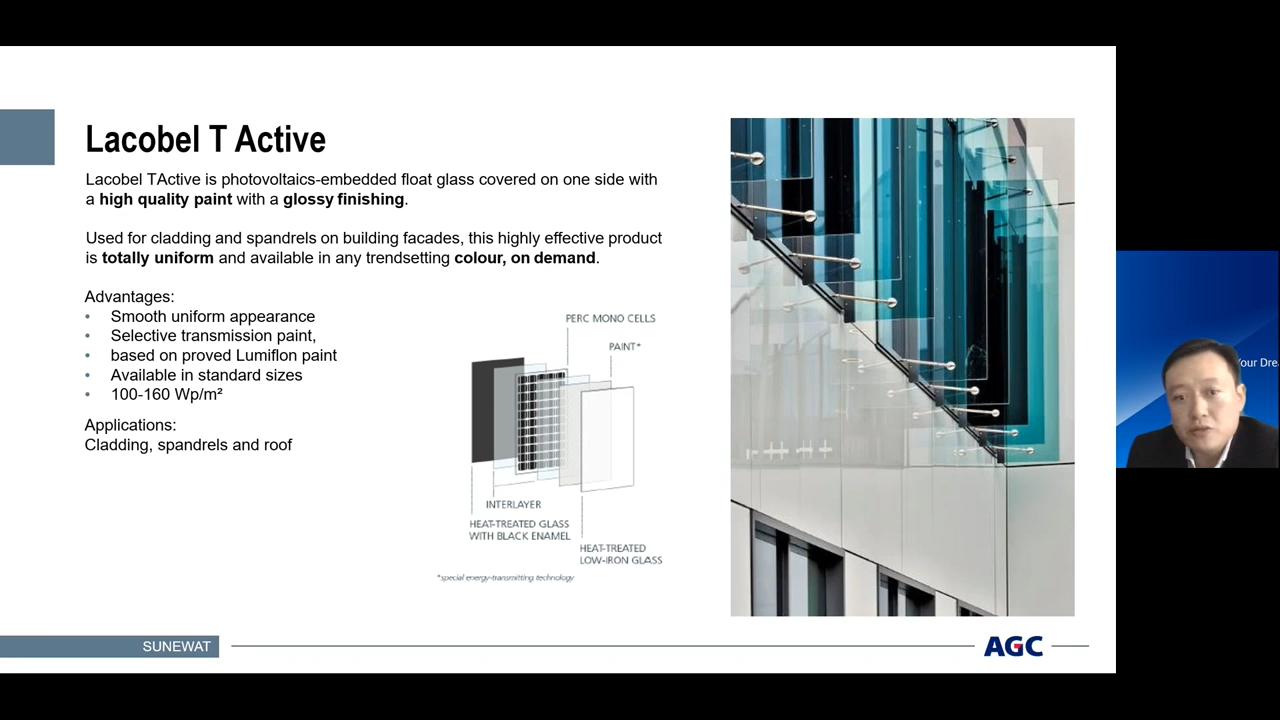 Lacobel T Active
Lacobel TActive is photovoltaics-embedded float glass covered on one side with
a high quality paint with a glossy finishing.
Used for cladding and spandrels on building facades, this highly effective product
is totally uniform and available in any trendsetting colour, on demand.
Advantages:
• Smooth uniform appearance
• Selective transmission paint,
• based on proved Lumiflon paint
• Available in standard sizes
• 100-160 Wp/m²
Applications:
Cladding, spandrels and roof
PERC MONO CELLS
PAINT*
INTERLAYER
HEAT-TREATED GLASS
WITH BLACK ENAMEL
HEAT-TREATED
LOW-IRON GLASS
*special energy-transmitting technology
SUNEWAT
AGC
Your Dre